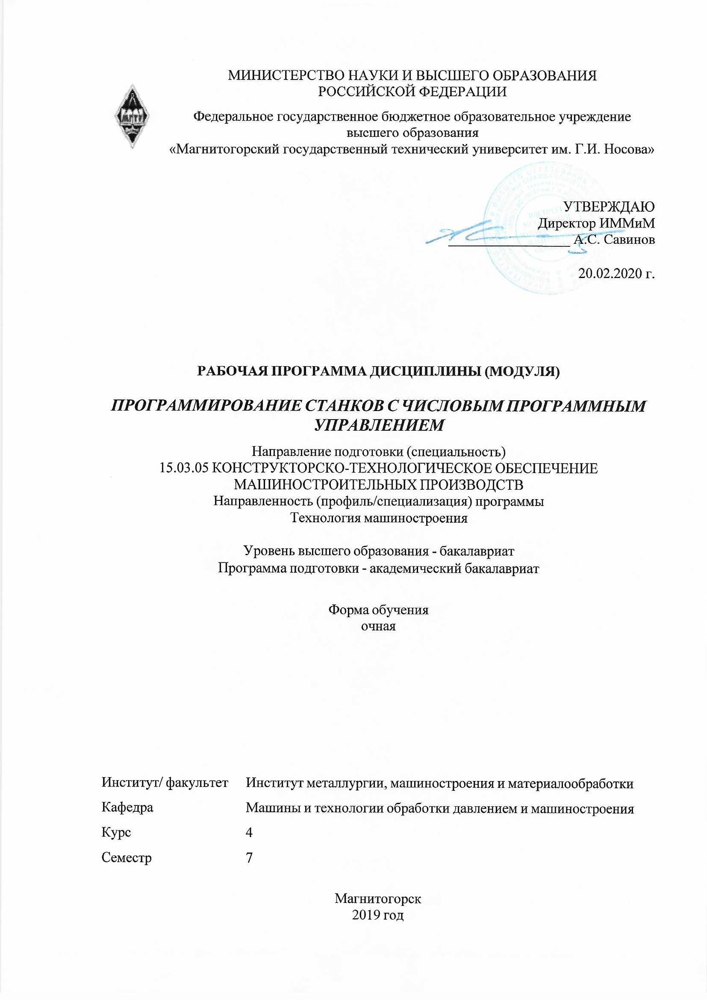 МИНИСТЕРСТВО НАУКИ И ВЫСШЕГО ОБРАЗОВАНИЯ
РОССИЙСКОЙ ФЕДЕРАЦИИ
Федеральное государственное бюджетное образовательное учреждение
высшего образования
«Магнитогорский государственный технический университет им. Г.И. Носова»
УТВЕРЖДАЮ
Директор ИММиМ
А.С. Савинов
20.02.2020 г.
РАБОЧАЯ ПРОГРАММА ДИСЦИПЛИНЫ (МОДУЛЯ)
ПРОГРАММИРОВАНИЕ СТАНКОВ С ЧИСЛОВЫМ ПРОГРАММНЫМ
УПРАВЛЕНИЕМ
Направление подготовки (специальность)
15.03.05 КОНСТРУКТОРСКО-ТЕХНОЛОГИЧЕСКОЕ ОБЕСПЕЧЕНИЕ
МАШИНОСТРОИТЕЛЬНЫХ ПРОИЗВОДСТВ
Направленность (профиль/специализация) программы
Технология машиностроения
Уровень высшего образования - бакалавриат
Программа подготовки - академический бакалавриат
Форма обучения
очная
Институт/ факультет Институт металлургии, машиностроения и материалообработки
Кафедра Машины и технологии обработки давлением и машиностроения
Курс 4
Семестр 7
Магнитогорск
2019 год